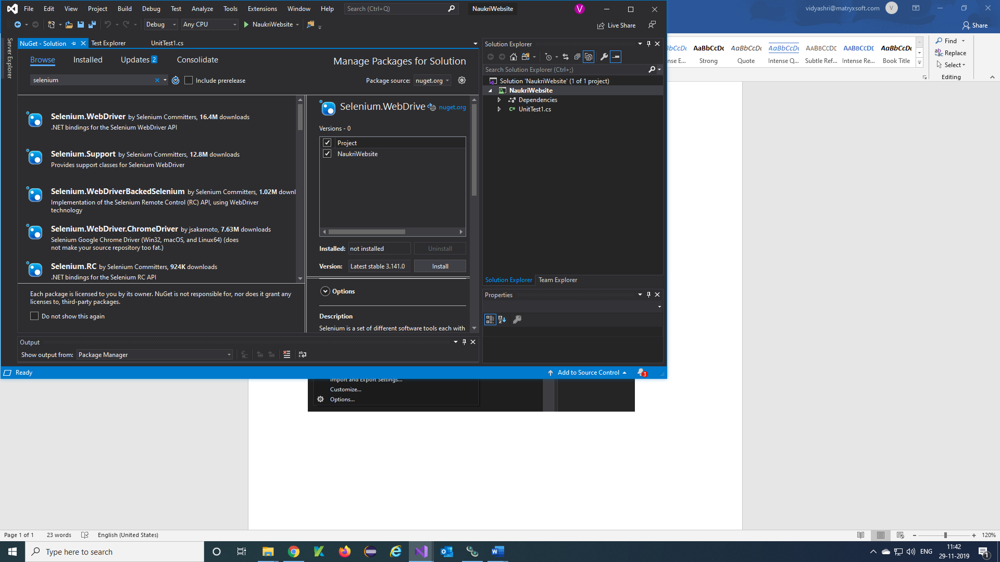 File Edit View Project Build Debug Test Analyze Tools Extensions Window Help Search (Ctrl+Q) NaukriWebsite V
vidyashri@matryxsoft.com V
Debug Any CPU NaukriWebsite Live Share
Share
Server Explorer
NuGet - Solution Test Explorer UnitTest1.cs
Browse Installed Updates 2 Consolidate Manage Packages for Solution
selenium Include prerelease Package source: nuget.org
Selenium.WebDriver by Selenium Committers, 16.4M downloads
.NET bindings for the Selenium WebDriver API
Selenium.Support by Selenium Committers, 12.8M downloads
Provides support classes for Selenium WebDriver
Selenium.WebDriverBackedSelenium by Selenium Committers, 1.02M downl
Implementation of the Selenium Remote Control (RC) API, using WebDriver
technology
Selenium.WebDriver.ChromeDriver by jsakamoto, 7.63M downloads
Selenium Google Chrome Driver (Win32, macOS, and Linux64) (does
not make your source repository too fat.)
Selenium.RC by Selenium Committers, 924K downloads
.NET bindings for the Selenium RC API
Each package is licensed to you by its owner. NuGet is not responsible for, nor does it grant any
licenses to, third-party packages.
Do not show this again
Selenium.WebDrive nuget.org
Versions - 0
Project
NaukriWebsite
Installed: not installed Uninstall
Version: Latest stable 3.141.0 Install
Options
Description
Selenium is a set of different software tools each with
Output
Show output from: Package Manager
Solution Explorer
Search Solution Explorer (Ctrl+;)
Solution 'NaukriWebsite' (1 of 1 project)
NaukriWebsite
Dependencies
C# UnitTest1.cs
Solution Explorer Team Explorer
Properties
Ready Add to Source Control 3
bCcDc AaBbCcDc AaBbCcDc AaBbCcDc AABBCCDE AABBCCDE AaBbCcDc
se E... Strong Quote Intense Q... Subtle Ref... Intense Re... Book Title
Find
Replace
Select
Editing
Import and Export Settings...
Customize...
Options...
Page 1 of 1 23 words English (United States) 120%
Type here to search ENG 11:42
29-11-2019 1